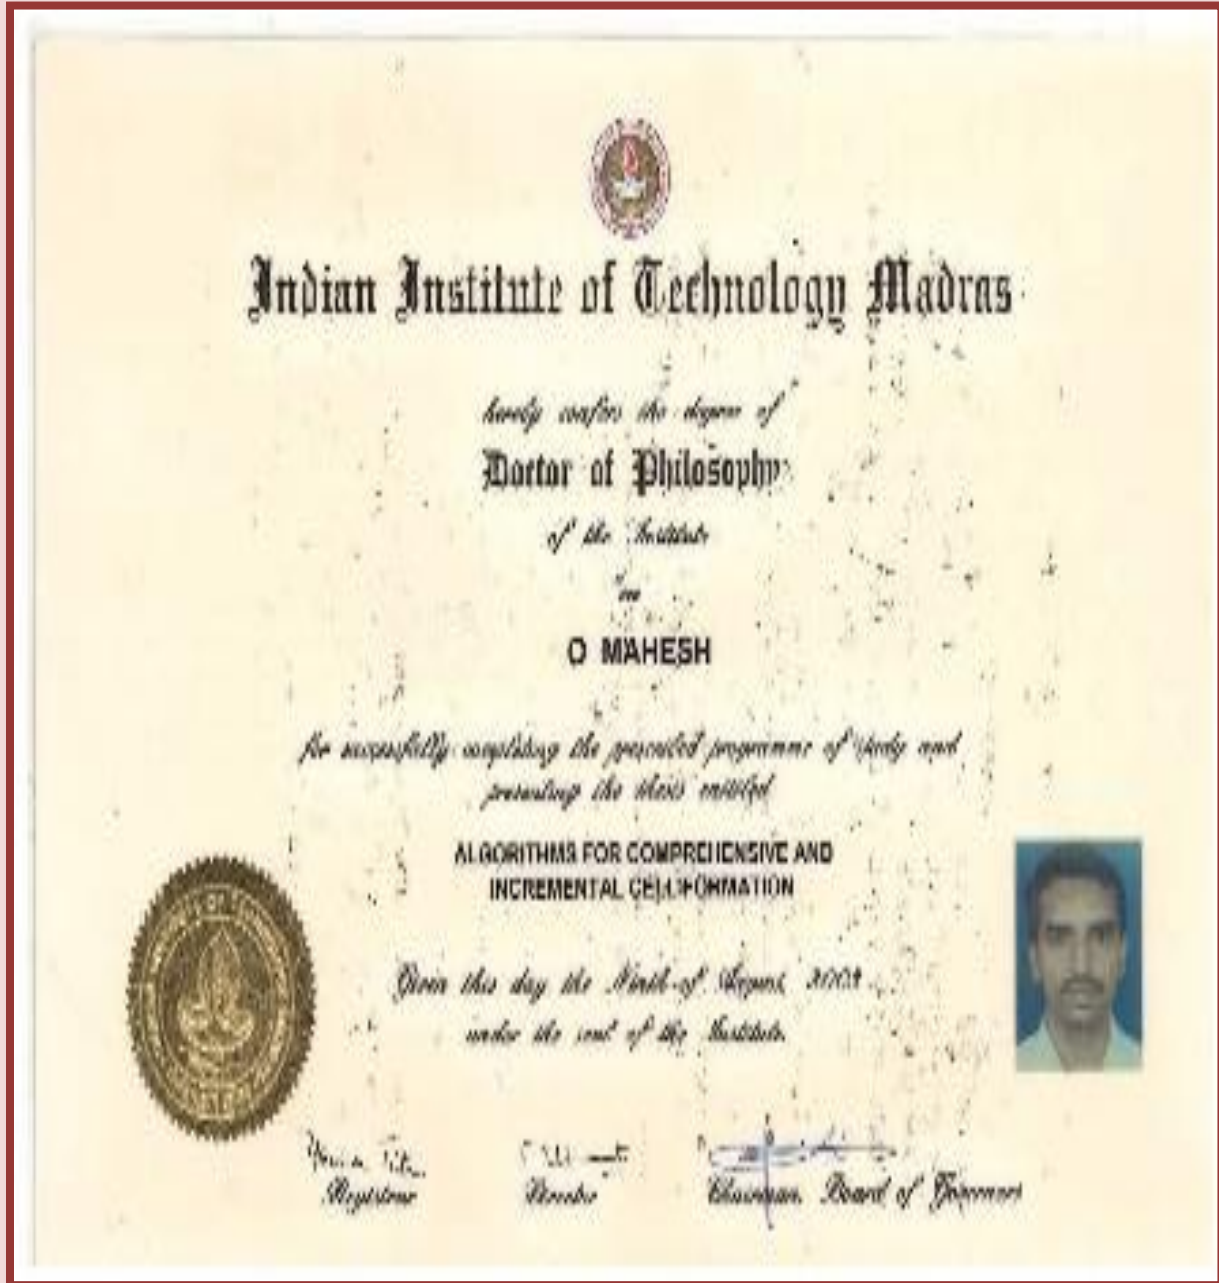 Indian Institute of Technology Madras
hereby confers the degree of
Doctor of Philosophy
of the Institute
on
O MAHESH
for successfully completing the prescribed programme of study and
presenting the thesis entitled
ALGORITHMS FOR COMPREHENSIVE AND
INCREMENTAL CELL FORMATION
Given this day the Ninth of August,
under the seal of the Institute.
Registrar
Director
Chairman, Board of Governors